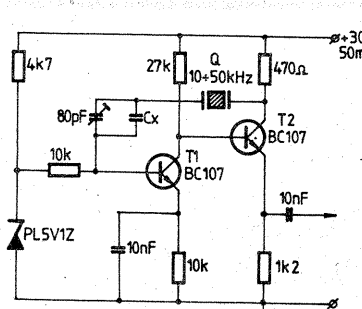 +30
50m
4k7
27k
Q
10÷50kHz
470Ω
80pF
Cx
T2
BC107
10k
T1
BC107
10nF
PL5V1Z
10nF
10k
1k2